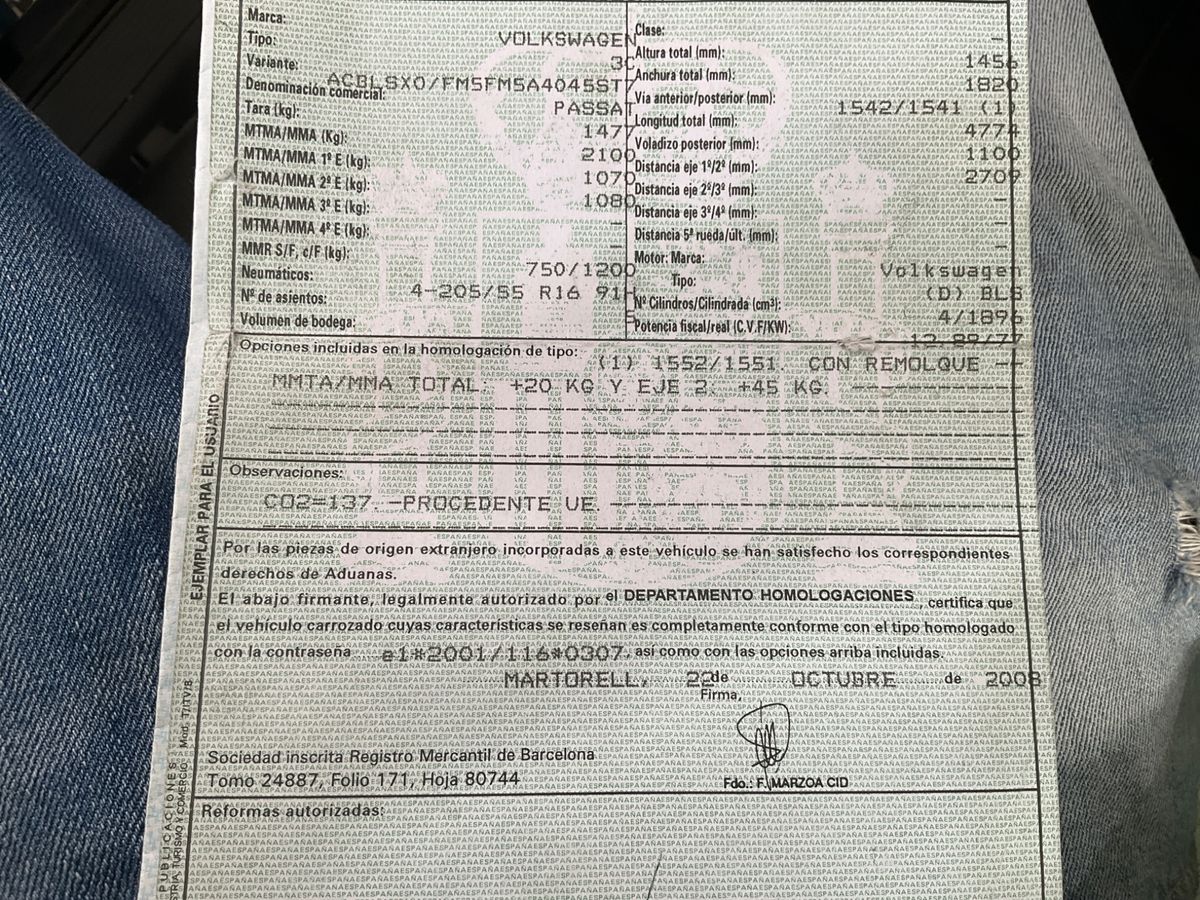 Marca: VOLKSWAGEN
Tipo: 3C
Variante: ACBLSX0/FM5FM5A4045ST7
Denominación comercial: PASSAT
Tara (kg): 1477
MTMA/MMA (Kg): 2100
MTMA/MMA 1º E (kg): 1070
MTMA/MMA 2º E (kg): 1080
MTMA/MMA 3º E (kg): –
MTMA/MMA 4º E (kg): –
MMR S/F, c/F (kg): 750/1200
Neumáticos: 4-205/55 R16 91H
Nº de asientos: 5
Volumen de bodega:
Clase: –
Altura total (mm): 1456
Anchura total (mm): 1820
Via anterior/posterior (mm): 1542/1541 (1)
Longitud total (mm): 4774
Voladizo posterior (mm): 1100
Distancia eje 1º/2º (mm): 2709
Distancia eje 2º/3º (mm): –
Distancia eje 3º/4º (mm): –
Distancia 5ª rueda/últ. (mm): –
Motor: Marca: Volkswagen
Tipo: (D) BLS
Nº Cilindros/Cilindrada (cm³): 4/1896
Potencia fiscal/real (C.V.F/KW): 12.88/77
Opciones incluidas en la homologación de tipo: (1) 1552/1551. CON REMOLQUE
MMTA/MMA TOTAL: +20 KG Y EJE 2: +45 KG.
Observaciones:
CO2=137.-PROCEDENTE UE.
Por las piezas de origen extranjero incorporadas a este vehículo se han satisfecho los correspondientes
derechos de Aduanas.
El abajo firmante, legalmente autorizado por el DEPARTAMENTO HOMOLOGACIONES, certifica que
el vehículo carrozado cuyas características se reseñan es completamente conforme con el tipo homologado
con la contraseña e1*2001/116*0307, así como con las opciones arriba incluidas.
MARTORELL, 22 de OCTUBRE de 2008
Firma,
Sociedad inscrita Registro Mercantil de Barcelona
Tomo 24887, Folio 171, Hoja 80744
Fdo.: F. MARZOA CID
Reformas autorizadas:
EJEMPLAR PARA EL USUARIO